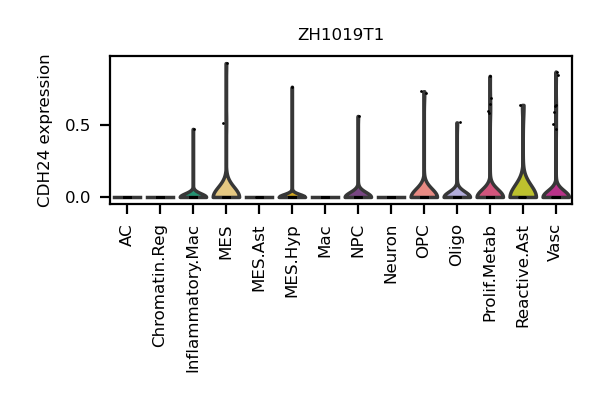 ZH1019T1
CDH24 expression
0.5
0.0
AC
Chromatin.Reg
Inflammatory.Mac
MES
MES.Ast
MES.Hyp
Mac
NPC
Neuron
OPC
Oligo
Prolif.Metab
Reactive.Ast
Vasc